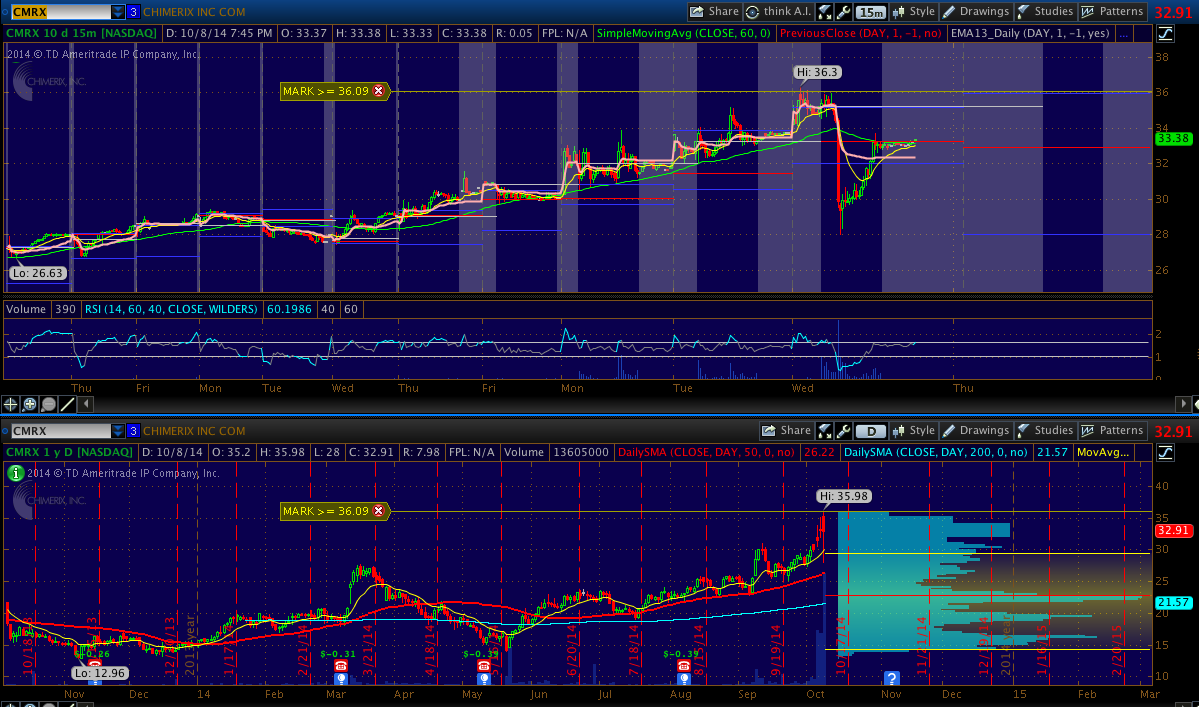 CMRX 3 CHIMERIX INC COM Share think A.I. 15m Style Drawings Studies Patterns 32.91
CMRX 10 d 15m [NASDAQ] D: 10/8/14 7:45 PM O: 33.37 H: 33.38 L: 33.33 C: 33.38 R: 0.05 FPL: N/A SimpleMovingAvg (CLOSE, 60, 0) PreviousClose (DAY, 1, -1, no) EMA13_Daily (DAY, 1, -1, yes) ...
2014 © TD Ameritrade IP Company, Inc.
CHIMERIX, INC.
MARK >= 36.09
Hi: 36.3
Lo: 26.63
38
36
34
33.38
32
30
28
26
Volume 390 RSI (14, 60, 40, CLOSE, WILDERS) 60.1986 40 60
2
1
0
Thu Fri Mon Tue Wed Thu Fri Mon Tue Wed Thu
CMRX 3 CHIMERIX INC COM Share D Style Drawings Studies Patterns 32.91
CMRX 1 y D [NASDAQ] D: 10/8/14 O: 35.2 H: 35.98 L: 28 C: 32.91 R: 7.98 FPL: N/A Volume 13605000 DailySMA (CLOSE, DAY, 50, 0, no) 26.22 DailySMA (CLOSE, DAY, 200, 0, no) 21.57 MovAvg...
2014 © TD Ameritrade IP Company, Inc.
CHIMERIX, INC.
MARK >= 36.09
Hi: 35.98
Lo: 12.96
40
35
32.91
30
25
21.57
20
15
10
2014 year
1/17
2/21/14
3/21/14
4/18/14
6/20/14
7/18/14
8/15/14
9/19/14
11/21/14
12/19/14
2015 year
1/16/15
2/20/15
$-0.31
$-0.39
$-0.39
?
Nov Dec 14 Feb Mar Apr May Jun Jul Aug Sep Oct Nov Dec 15 Feb Mar